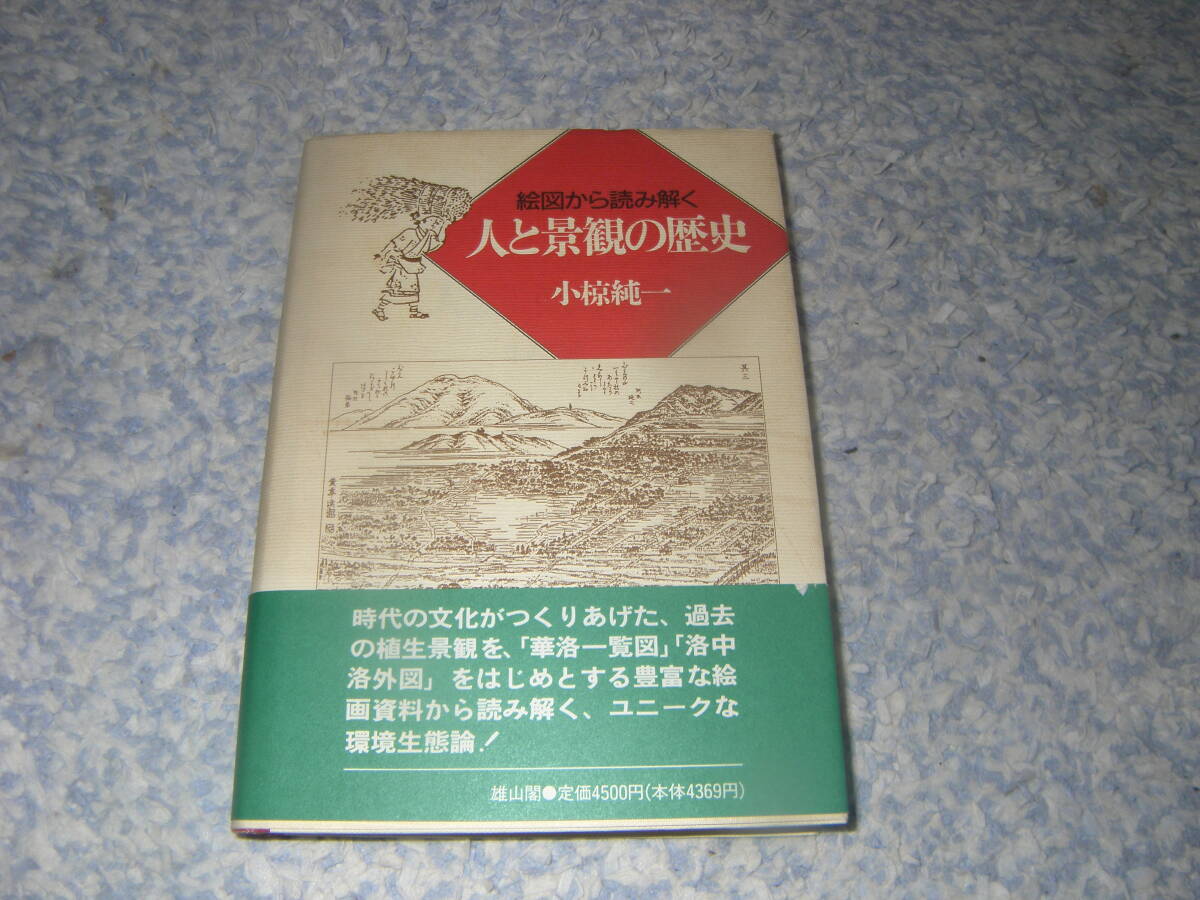 絵図から読み解く
人と景観の歴史
小椋純一
其三
時代の文化がつくりあげた、過去
の植生景観を、「華洛一覧図」「洛中
洛外図」をはじめとする豊富な絵
画資料から読み解く、ユニークな
環境生態論！
雄山閣●定価4500円(本体4369円)